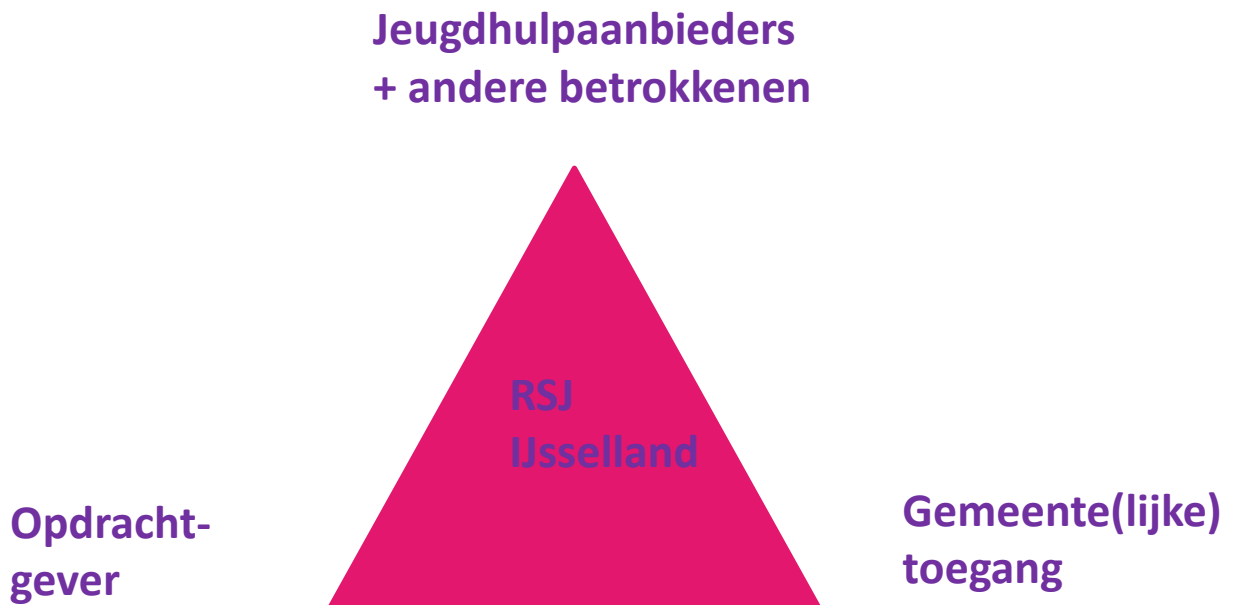 Jeugdhulpaanbieders
+ andere betrokkenen
RSJ
IJsselland
Opdracht-
gever
Gemeente(lijke)
toegang